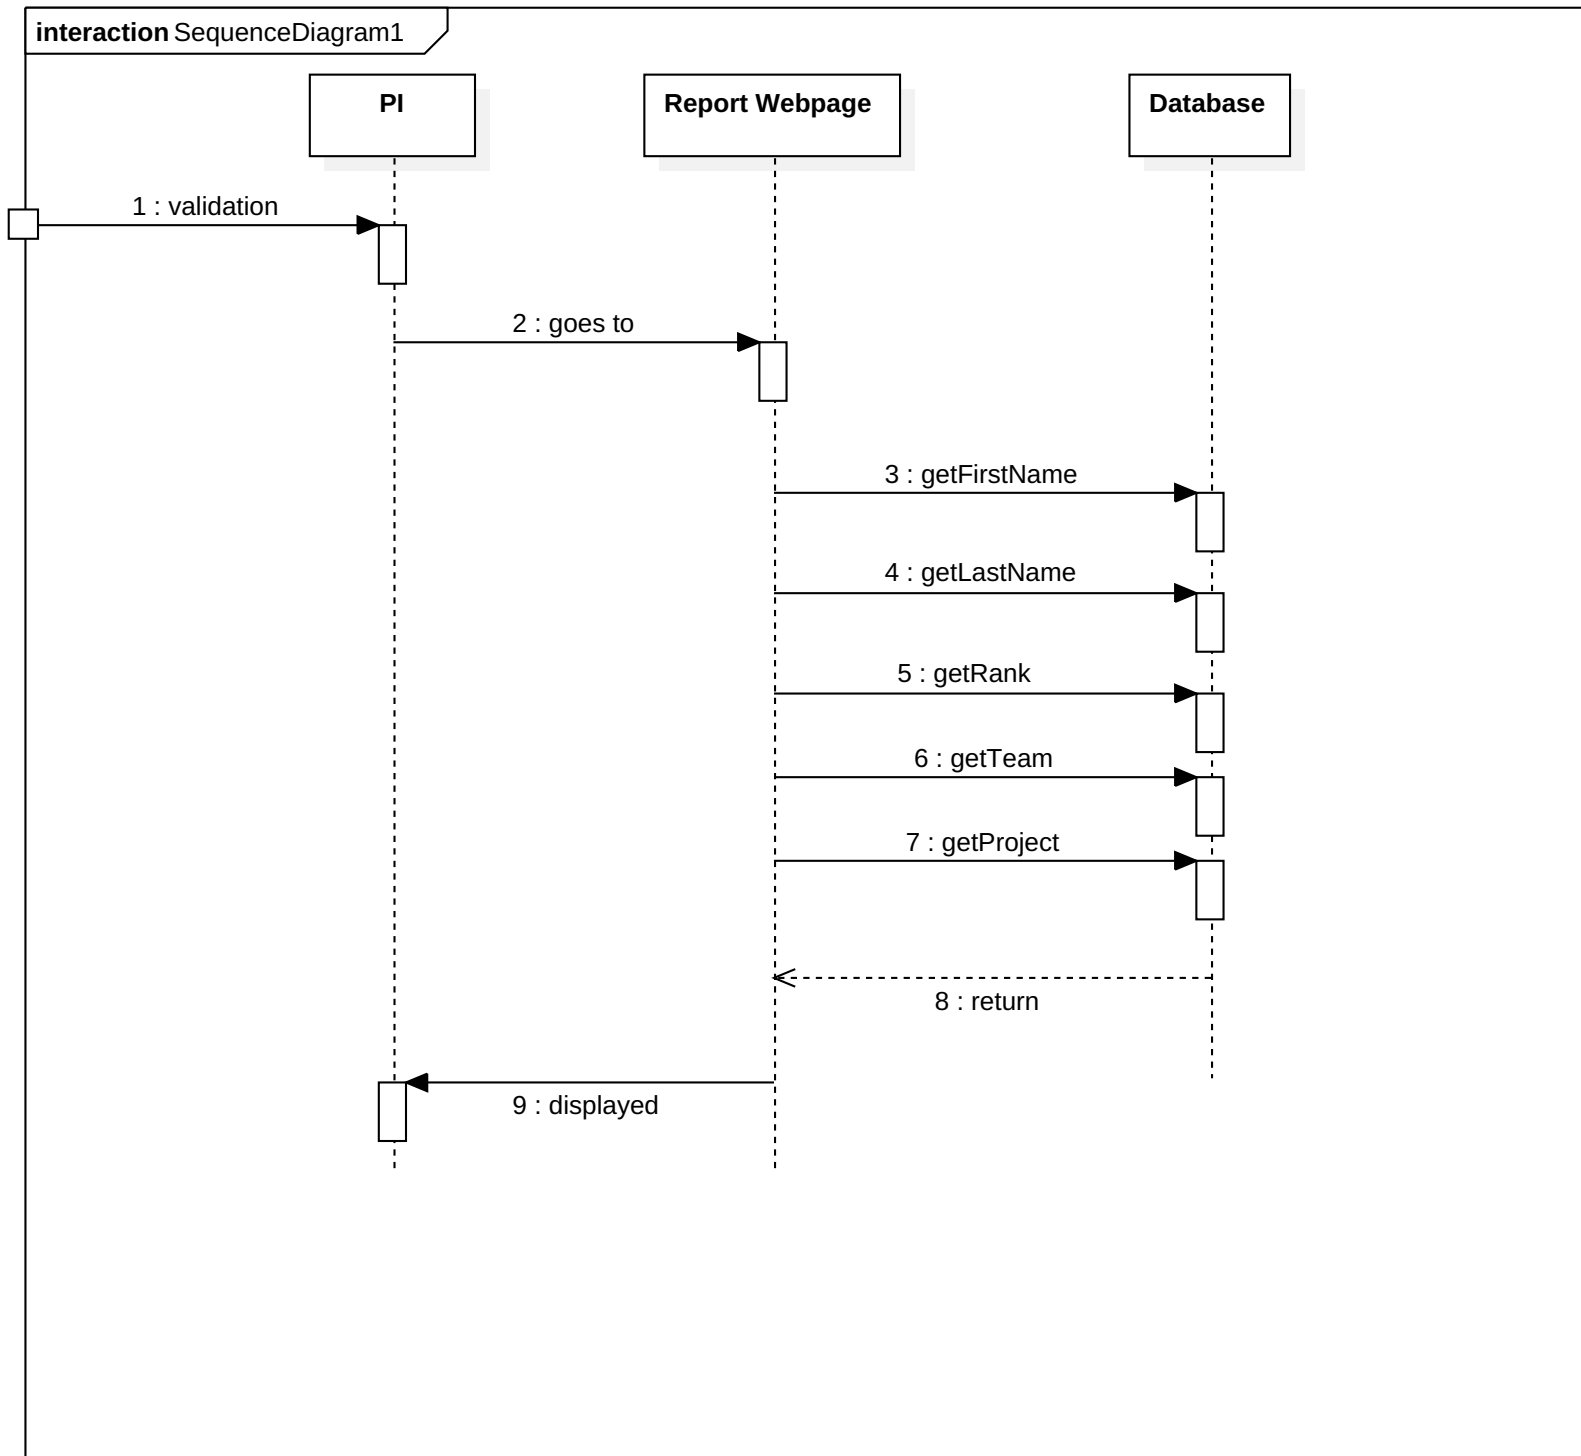 interaction SequenceDiagram1
PI
Report Webpage
Database
1 : validation
2 : goes to
3 : getFirstName
4 : getLastName
5 : getRank
6 : getTeam
7 : getProject
8 : return
9 : displayed